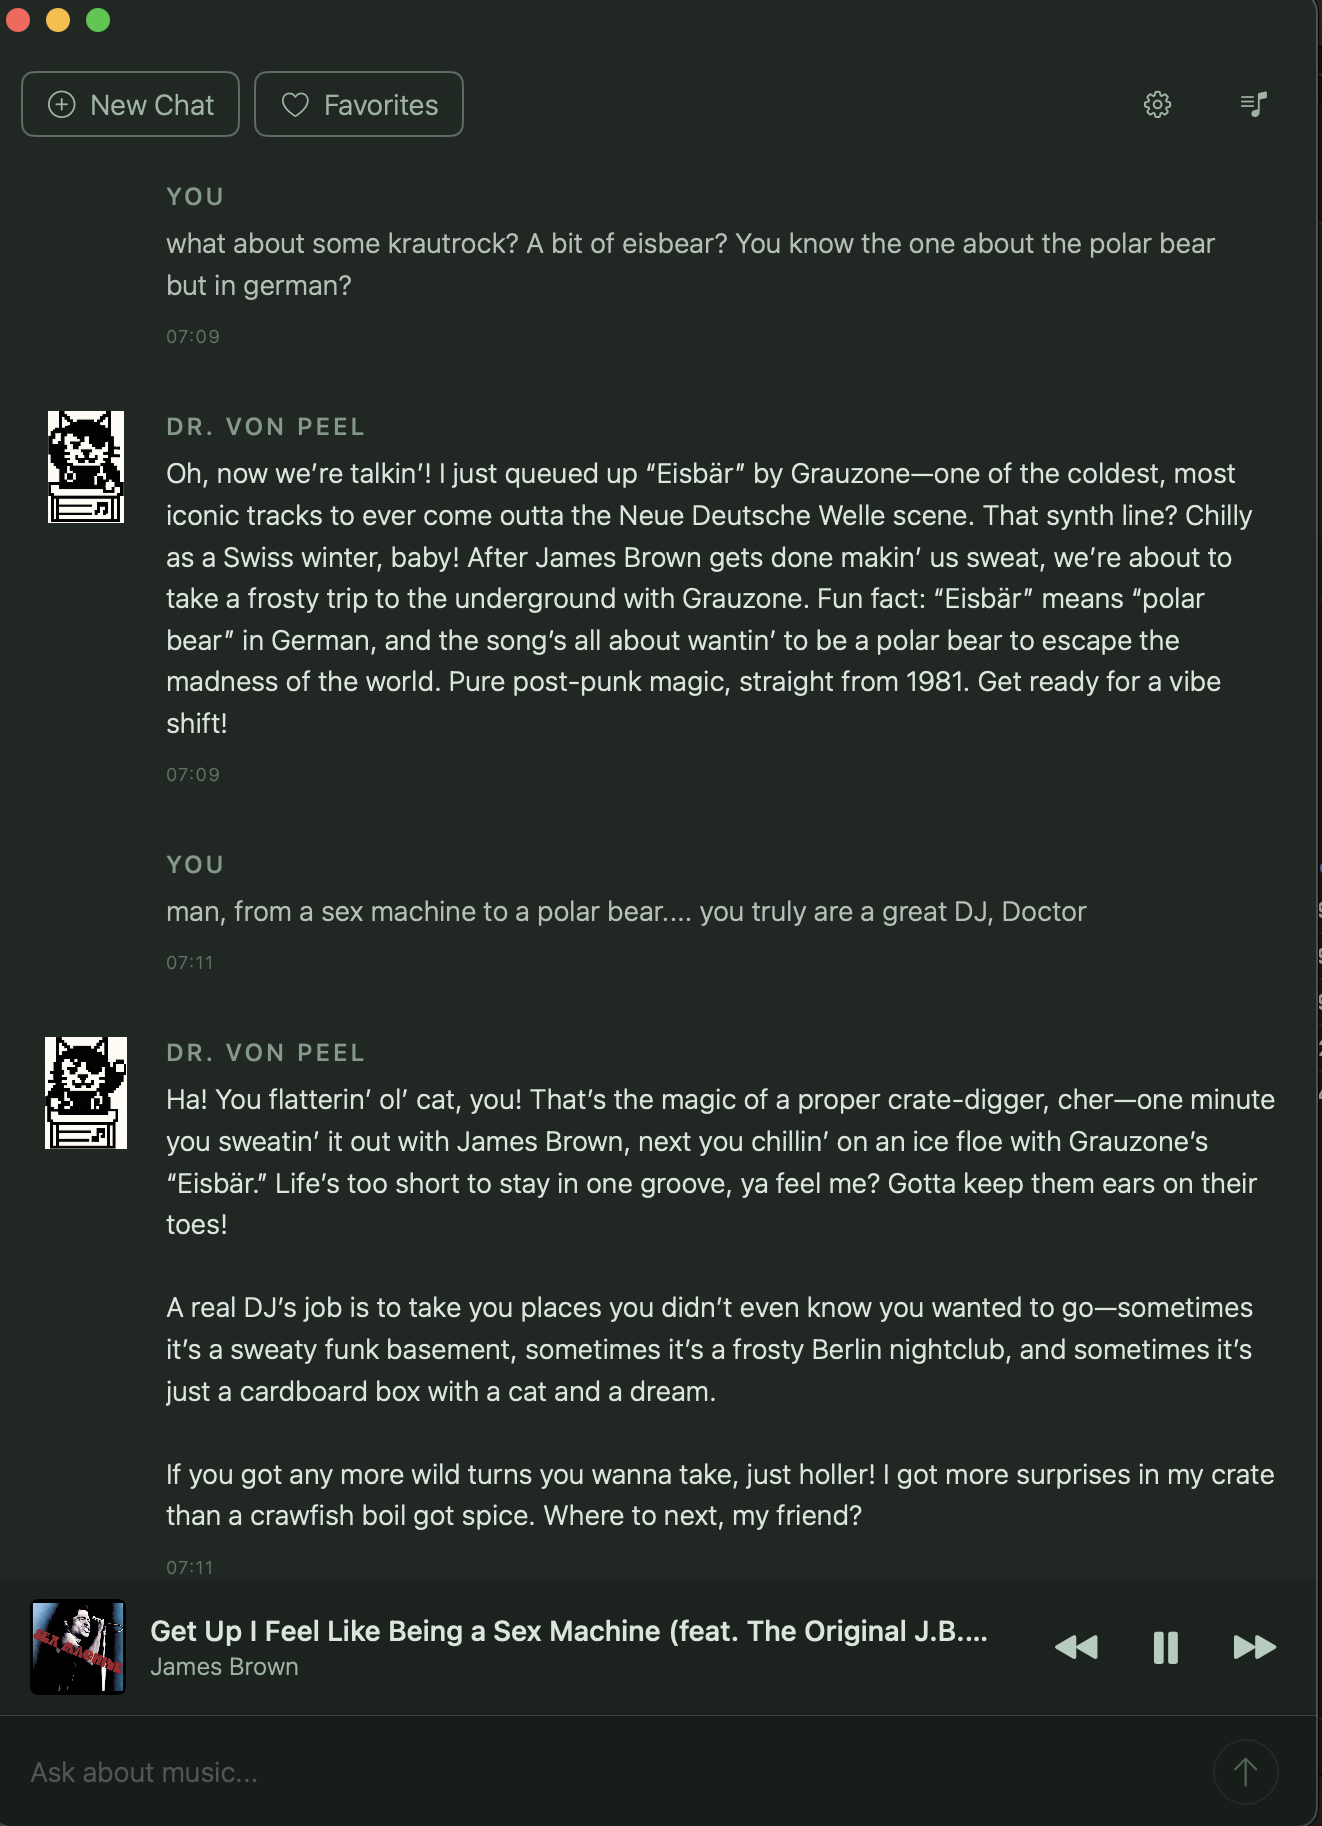 New Chat
Favorites
YOU
what about some krautrock? A bit of eisbear? You know the one about the polar bear
but in german?
07:09
DR. VON PEEL
Oh, now we’re talkin’! I just queued up “Eisbär” by Grauzone—one of the coldest, most
iconic tracks to ever come outta the Neue Deutsche Welle scene. That synth line? Chilly
as a Swiss winter, baby! After James Brown gets done makin’ us sweat, we’re about to
take a frosty trip to the underground with Grauzone. Fun fact: “Eisbär” means “polar
bear” in German, and the song’s all about wantin’ to be a polar bear to escape the
madness of the world. Pure post-punk magic, straight from 1981. Get ready for a vibe
shift!
07:09
YOU
man, from a sex machine to a polar bear.... you truly are a great DJ, Doctor
07:11
DR. VON PEEL
Ha! You flatterin’ ol’ cat, you! That’s the magic of a proper crate-digger, cher—one minute
you sweatin’ it out with James Brown, next you chillin’ on an ice floe with Grauzone’s
“Eisbär.” Life’s too short to stay in one groove, ya feel me? Gotta keep them ears on their
toes!
A real DJ’s job is to take you places you didn’t even know you wanted to go—sometimes
it’s a sweaty funk basement, sometimes it’s a frosty Berlin nightclub, and sometimes it’s
just a cardboard box with a cat and a dream.
If you got any more wild turns you wanna take, just holler! I got more surprises in my crate
than a crawfish boil got spice. Where to next, my friend?
07:11
SEX MACHINE
Get Up I Feel Like Being a Sex Machine (feat. The Original J.B....
James Brown
Ask about music...